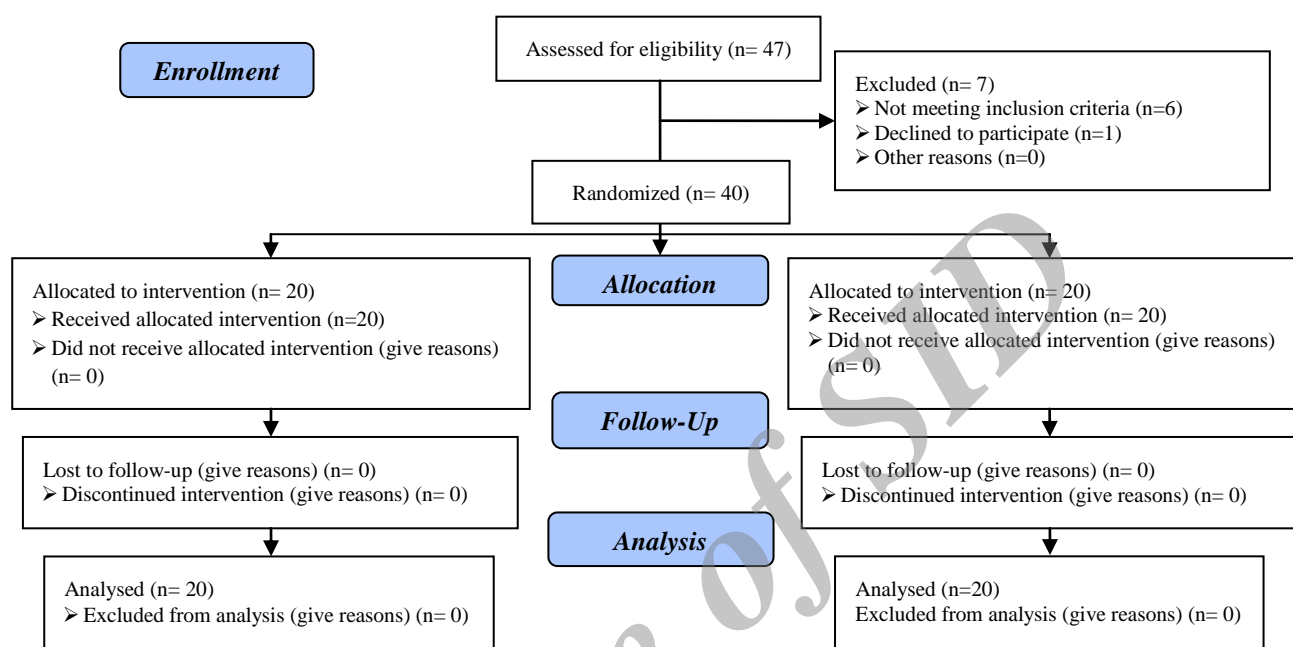 Assessed for eligibility (n= 47)
Enrollment
Excluded (n= 7)
➢ Not meeting inclusion criteria (n=6)
➢ Declined to participate (n=1)
➢ Other reasons (n=0)
Randomized (n= 40)
Allocation
Allocated to intervention (n= 20)
➢ Received allocated intervention (n=20)
➢ Did not receive allocated intervention (give reasons)
(n= 0)
Allocated to intervention (n= 20)
➢ Received allocated intervention (n= 20)
➢ Did not receive allocated intervention (give reasons)
(n= 0)
Follow-Up
Lost to follow-up (give reasons) (n= 0)
➢ Discontinued intervention (give reasons) (n= 0)
Lost to follow-up (give reasons) (n= 0)
➢ Discontinued intervention (give reasons) (n= 0)
Analysis
Analysed (n= 20)
➢ Excluded from analysis (give reasons) (n= 0)
Analysed (n=20)
Excluded from analysis (give reasons) (n= 0)
of SID